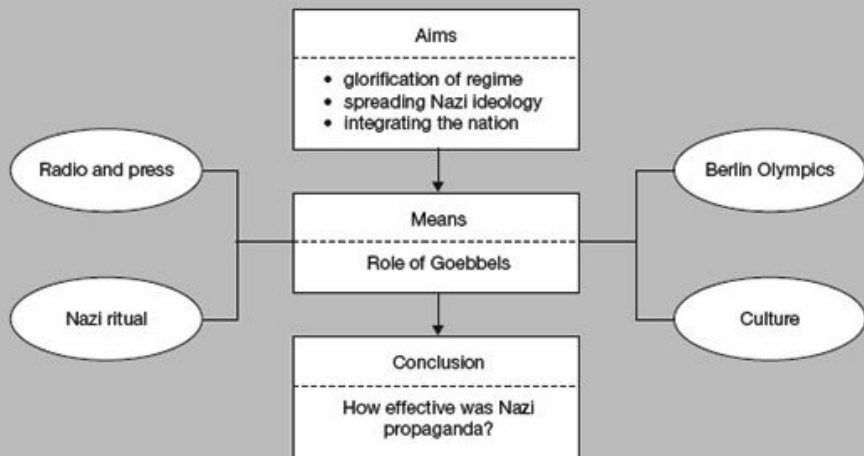 Aims
• glorification of regime
• spreading Nazi ideology
• integrating the nation
Radio and press
Berlin Olympics
Means
Role of Goebbels
Nazi ritual
Culture
Conclusion
How effective was Nazi
propaganda?